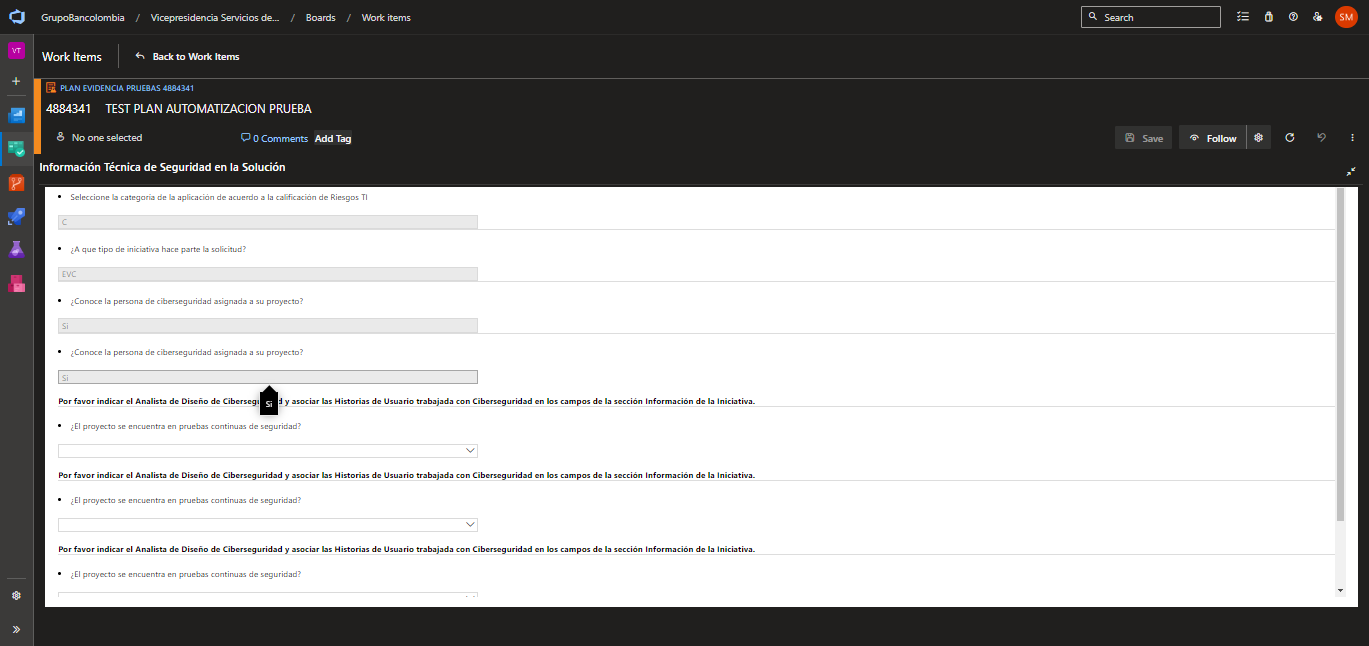 GrupoBancolombia / Vicepresidencia Servicios de... / Boards / Work items
Search
SM
VT
Work Items
Back to Work Items
PLAN EVIDENCIA PRUEBAS 4884341
4884341 TEST PLAN AUTOMATIZACION PRUEBA
No one selected
0 Comments
Add Tag
Save
Follow
Información Técnica de Seguridad en la Solución
Seleccione la categoría de la aplicación de acuerdo a la calificación de Riesgos TI
C
¿A que tipo de iniciativa hace parte la solicitud?
EVC
¿Conoce la persona de ciberseguridad asignada a su proyecto?
Si
¿Conoce la persona de ciberseguridad asignada a su proyecto?
Si
Si
Por favor indicar el Analista de Diseño de Ciberseg d y asociar las Historias de Usuario trabajada con Ciberseguridad en los campos de la sección Información de la Iniciativa.
¿El proyecto se encuentra en pruebas continuas de seguridad?
Por favor indicar el Analista de Diseño de Ciberseguridad y asociar las Historias de Usuario trabajada con Ciberseguridad en los campos de la sección Información de la Iniciativa.
¿El proyecto se encuentra en pruebas continuas de seguridad?
Por favor indicar el Analista de Diseño de Ciberseguridad y asociar las Historias de Usuario trabajada con Ciberseguridad en los campos de la sección Información de la Iniciativa.
¿El proyecto se encuentra en pruebas continuas de seguridad?